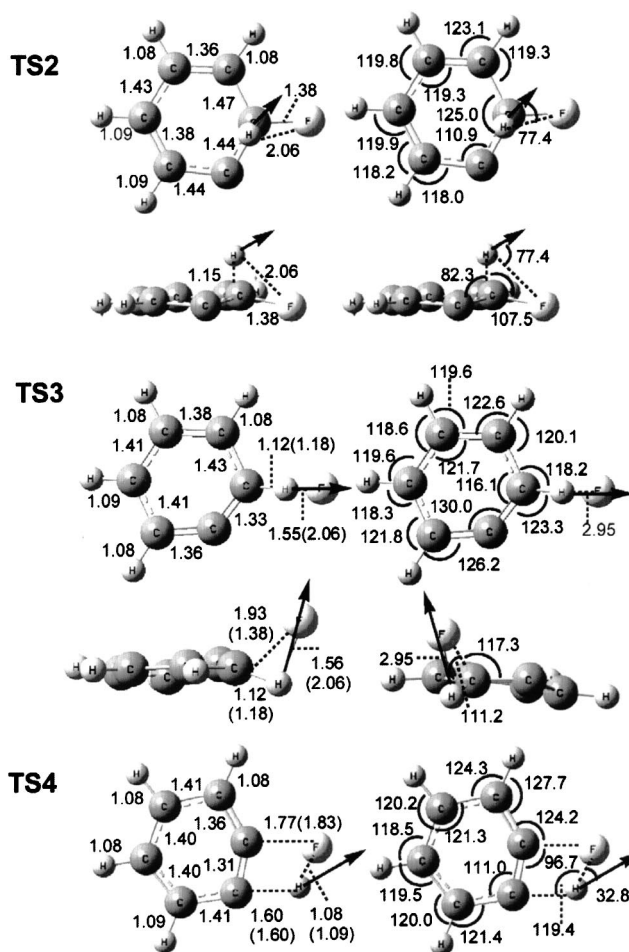 TS2
H H
1.08 1.36 1.08
C C
1.43 1.47 1.38
H C H F
1.09 1.38 1.44 2.06
C C
1.09 1.44
H
H 123.1 H
119.8 C C 119.3
119.3
H C 125.0 H F
119.9 110.9 77.4
118.2 C C
H 118.0
H
1.15 2.06
H H C C C H F
1.38
H 77.4
82.3
H H C C C F
107.5
TS3
H H
1.08 1.38 1.08
C C
1.41 1.43 1.12(1.18)
H C C H F
1.09 1.41 1.33
C C 1.55(2.06)
1.08 1.36
H
119.6
H 122.6 H
118.6 C C 120.1
119.6 121.7 118.2
H C 116.1 C H F
118.3 130.0 123.3 2.95
121.8 C C
H 126.2
1.93 F
(1.38)
1.56
(2.06)
H H C C H C H
1.12
(1.18)
F 117.3
2.95
H C C C C H
H 111.2
TS4
H H
1.08 1.41 1.08
C C
1.36 1.77(1.83)
1.08 1.40 C F
H C 1.31
1.40 C H
C 1.08
1.09 1.41 1.60 (1.09)
H (1.60)
H 124.3 H
120.2 C C 127.7
121.3 124.2
118.5 C F
H C 111.0 96.7
119.5 C H 32.8
120.0 C 119.4
H 121.4